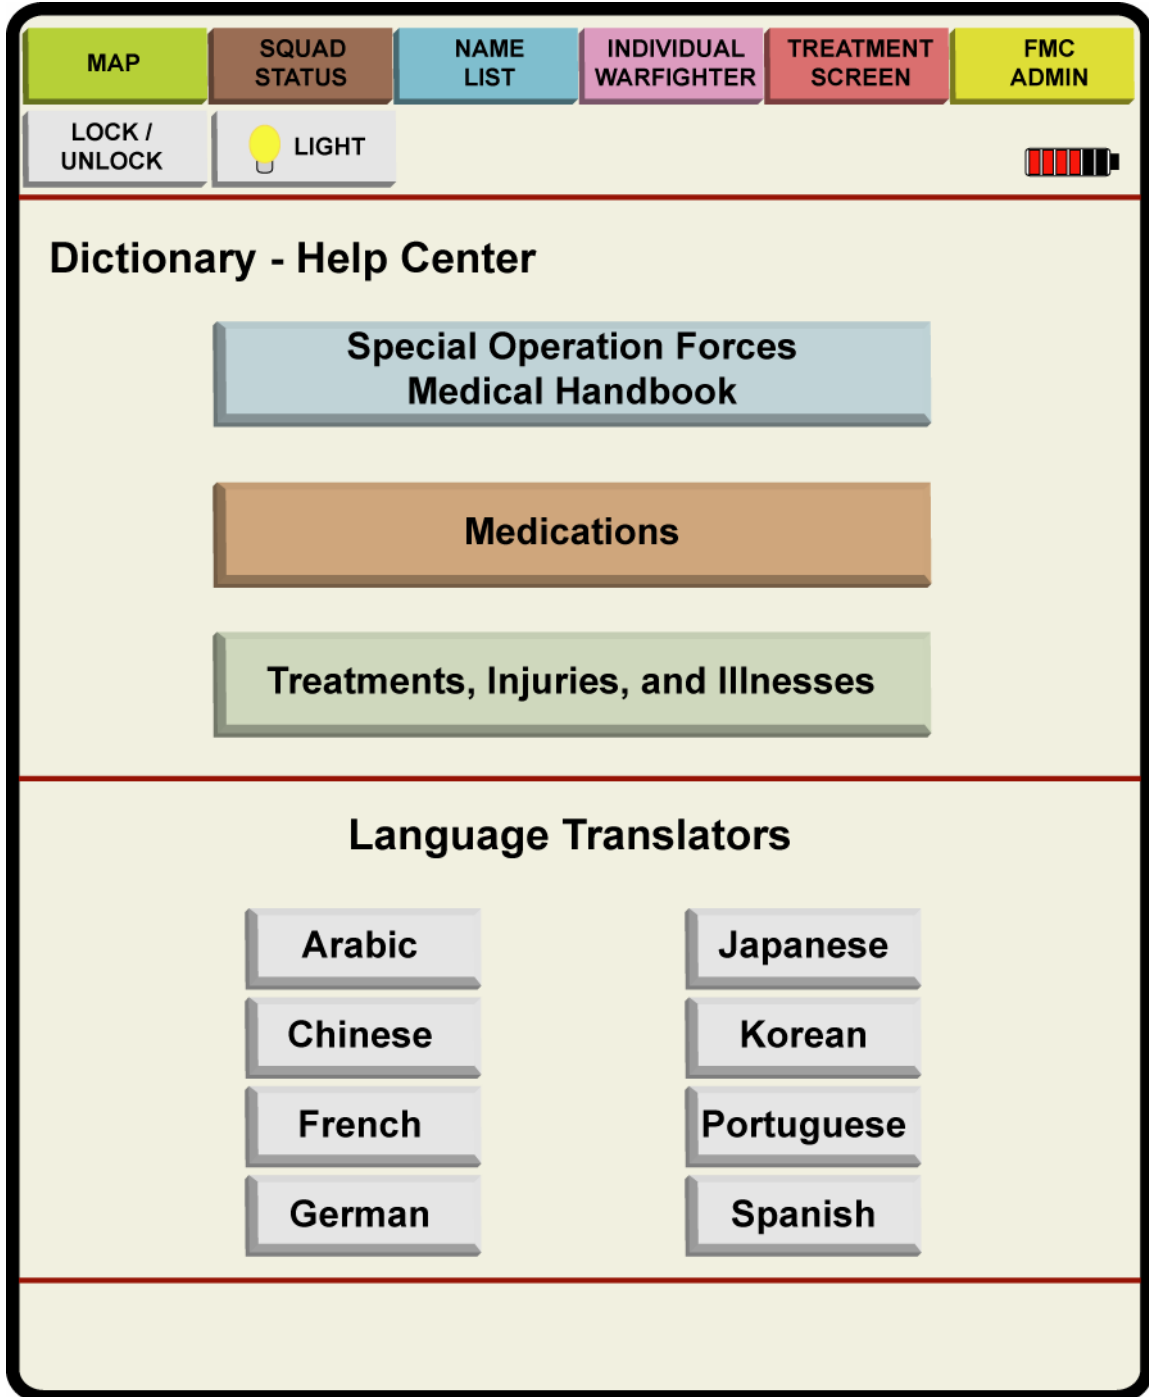 MAP
SQUAD
STATUS
NAME
LIST
INDIVIDUAL
WARFIGHTER
TREATMENT
SCREEN
FMC
ADMIN
LOCK /
UNLOCK
LIGHT
Dictionary - Help Center
Special Operation Forces
Medical Handbook
Medications
Treatments, Injuries, and Illnesses
Language Translators
Arabic
Japanese
Chinese
Korean
French
Portuguese
German
Spanish